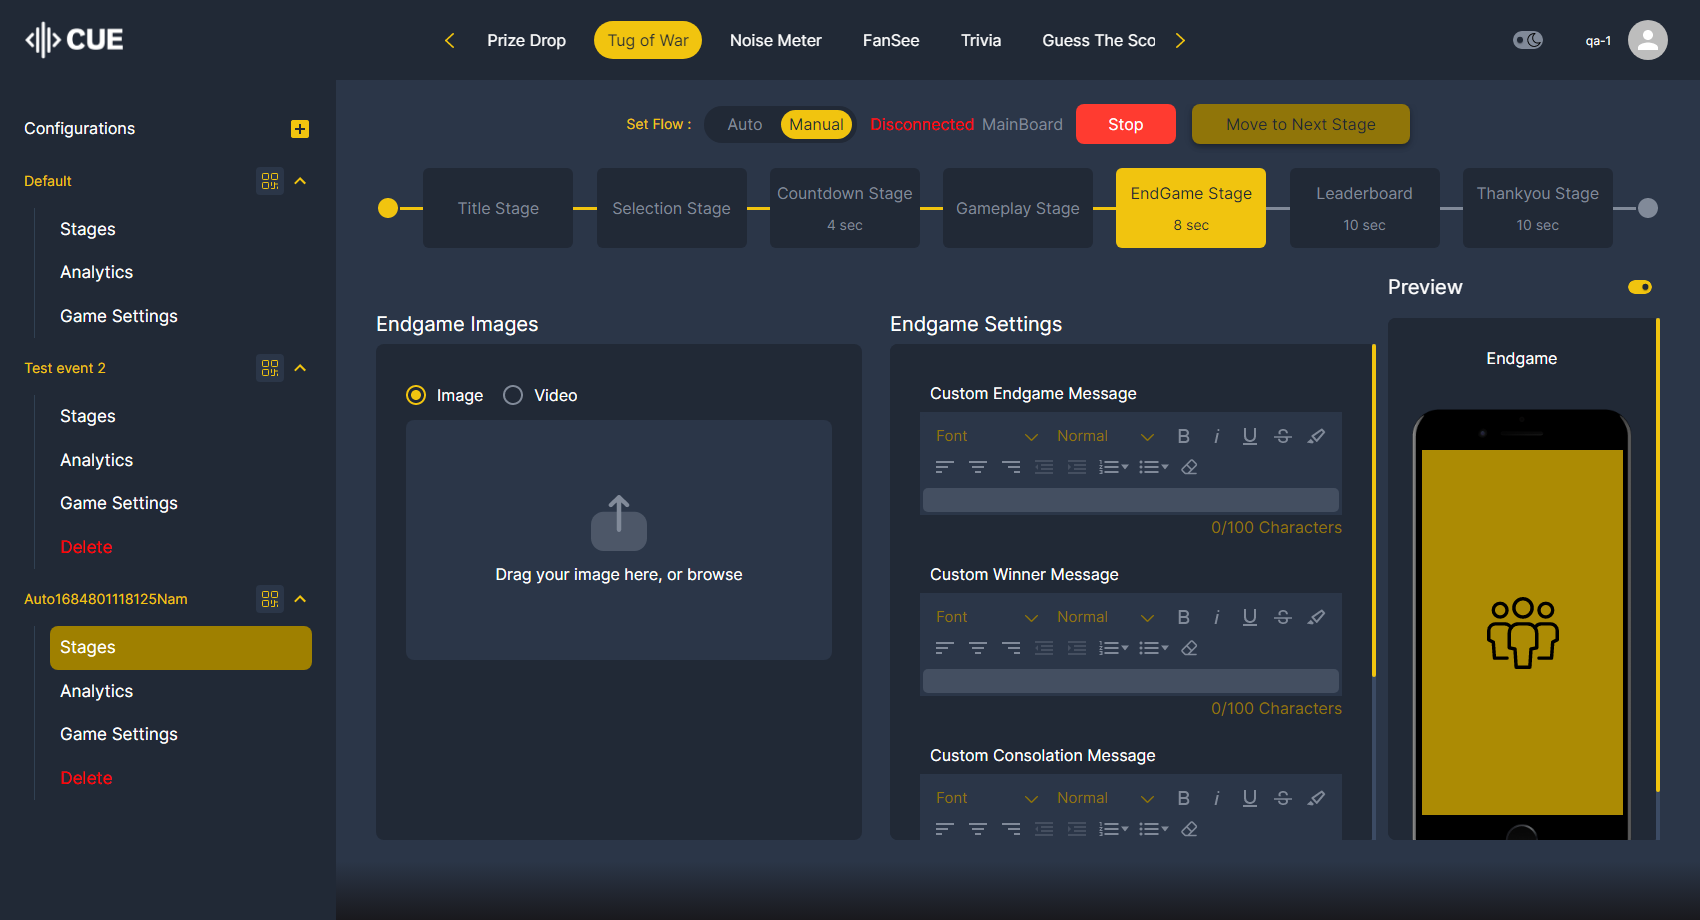 CUE
Prize Drop
Tug of War
Noise Meter
FanSee
Trivia
Guess The Sco
qa-1
Configurations
Default
Stages
Analytics
Game Settings
Test event 2
Stages
Analytics
Game Settings
Delete
Auto1684801118125Nam
Stages
Analytics
Game Settings
Delete
Set Flow :
Auto
Manual
Disconnected MainBoard
Stop
Move to Next Stage
Title Stage
Selection Stage
Countdown Stage
4 sec
Gameplay Stage
EndGame Stage
8 sec
Leaderboard
10 sec
Thankyou Stage
10 sec
Endgame Images
Image
Video
Drag your image here, or browse
Endgame Settings
Custom Endgame Message
Font
Normal
B i U S
0/100 Characters
Custom Winner Message
Font
Normal
B i U S
0/100 Characters
Custom Consolation Message
Font
Normal
B i U S
Preview
Endgame